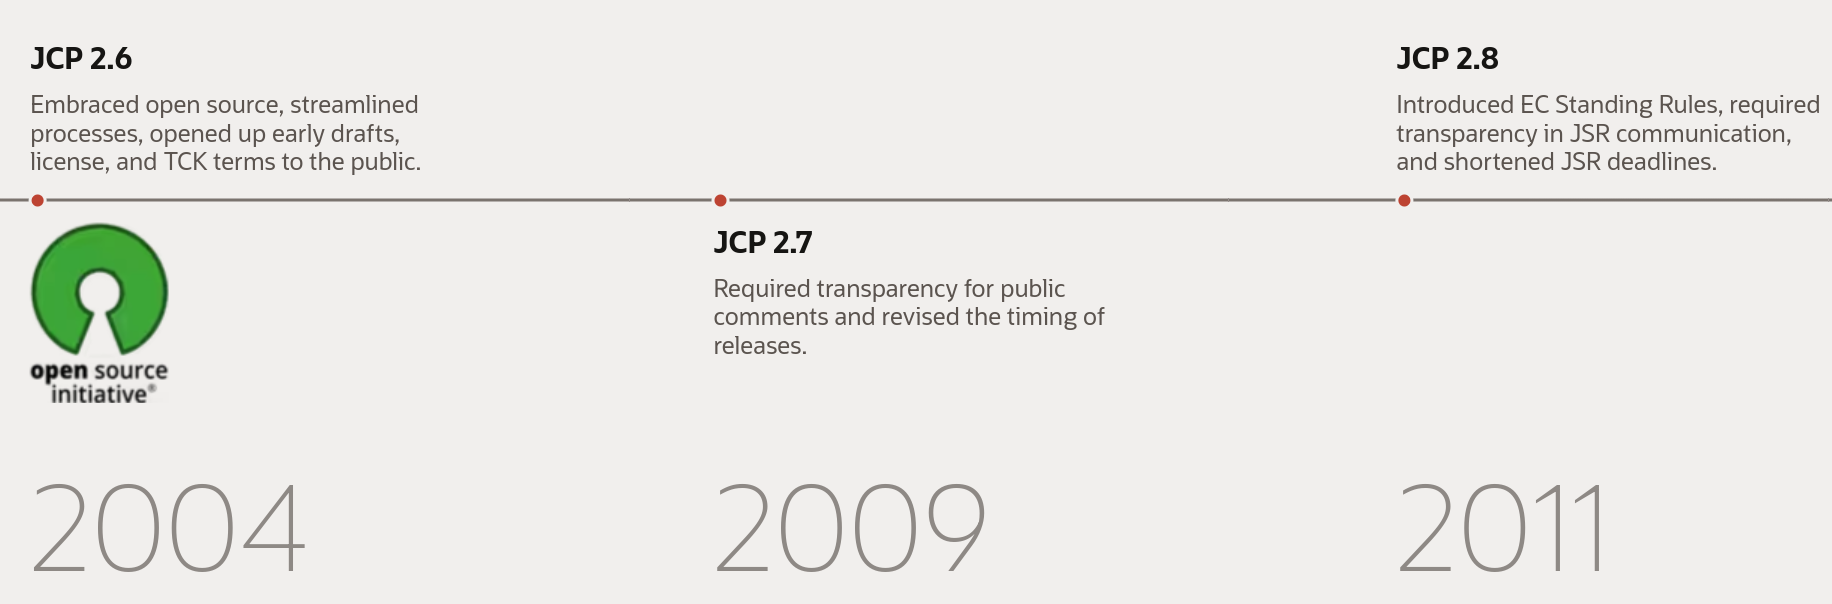 JCP 2.6
Embraced open source, streamlined
processes, opened up early drafts,
license, and TCK terms to the public.
open source
initiative®
2004
JCP 2.7
Required transparency for public
comments and revised the timing of
releases.
2009
JCP 2.8
Introduced EC Standing Rules, required
transparency in JSR communication,
and shortened JSR deadlines.
2011